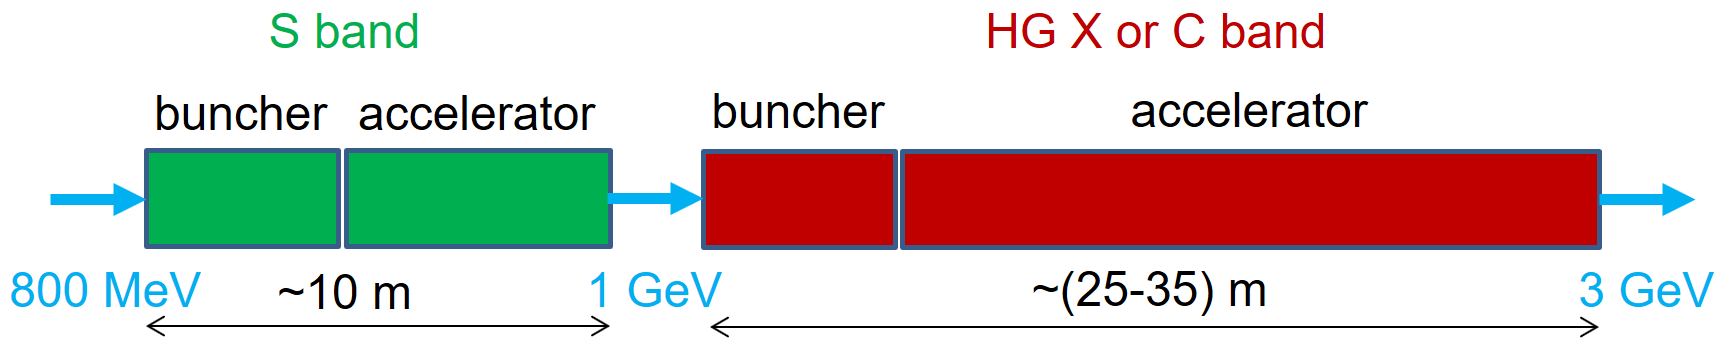 S band
HG X or C band
buncher
accelerator
buncher
accelerator
800 MeV
~10 m
1 GeV
~(25-35) m
3 GeV